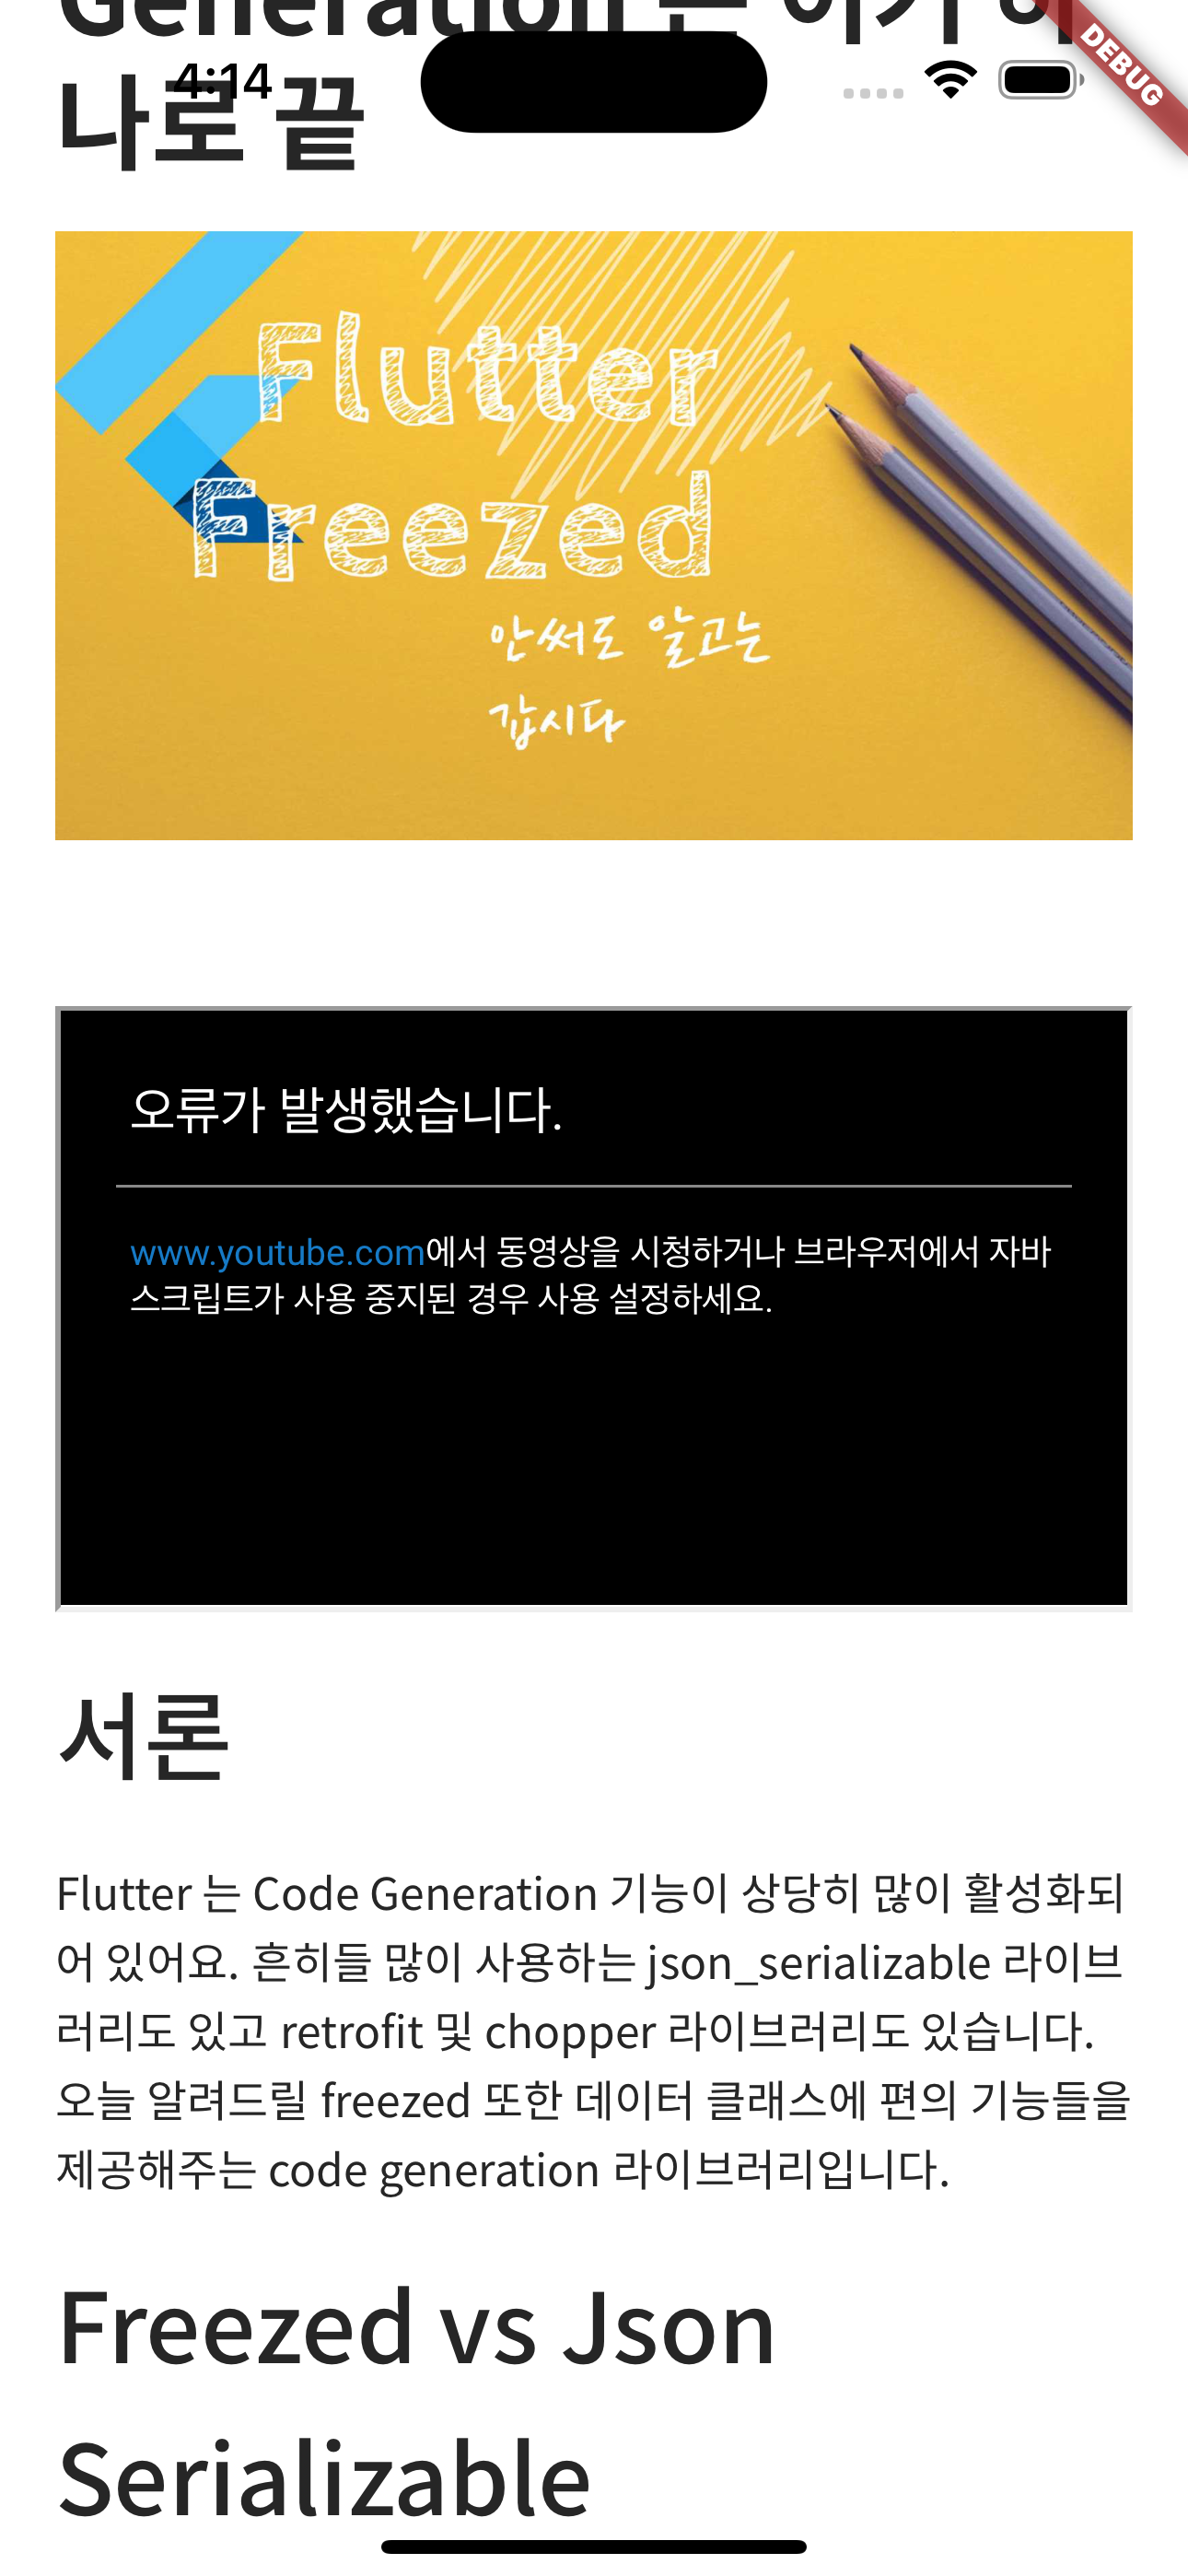 Generation 는 이거 하
나로 끝
4:14
DEBUG
Flutter
Freezed
안써도 알고는
갑시다
오류가 발생했습니다.
www.youtube.com에서 동영상을 시청하거나 브라우저에서 자바
스크립트가 사용 중지된 경우 사용 설정하세요.
서론
Flutter 는 Code Generation 기능이 상당히 많이 활성화되
어 있어요. 흔히들 많이 사용하는 json_serializable 라이브
러리도 있고 retrofit 및 chopper 라이브러리도 있습니다.
오늘 알려드릴 freezed 또한 데이터 클래스에 편의 기능들을
제공해주는 code generation 라이브러리입니다.
Freezed vs Json
Serializable